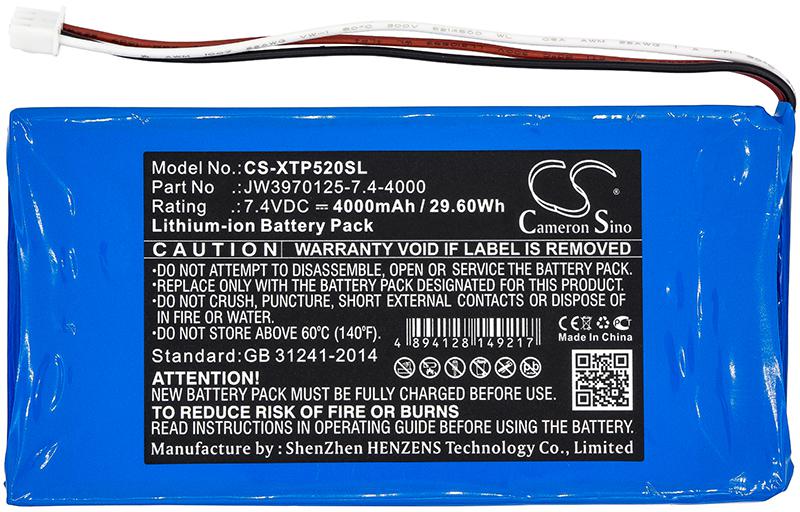 Model No.: CS-XTP520SL
Part No : JW3970125-7.4-4000
Rating : 7.4VDC ⎓ 4000mAh / 29.60Wh
Lithium-ion Battery Pack
CS
Cameron Sino
CAUTION WARRANTY VOID IF LABEL IS REMOVED
*DO NOT ATTEMPT TO DISASSEMBLE, OPEN OR SERVICE THE BATTERY PACK.
*REPLACE ONLY WITH A BATTERY PACK DESIGNATED FOR THIS PRODUCT.
*DO NOT CRUSH, PUNCTURE, SHORT EXTERNAL CONTACTS OR DISPOSE OF
IN FIRE OR WATER.
*DO NOT STORE ABOVE 60°C (140°F).
Standard: GB 31241-2014
4 894128 149217
CE
Made In China
ATTENTION!
NEW BATTERY PACK MUST BE FULLY CHARGED BEFORE USE.
TO REDUCE RISK OF FIRE OR BURNS
READ INSTRUCTIONS IN OPERATING GUIDE BEFORE USE.
Manufacture by : ShenZhen HENZENS Technology Co., Limited